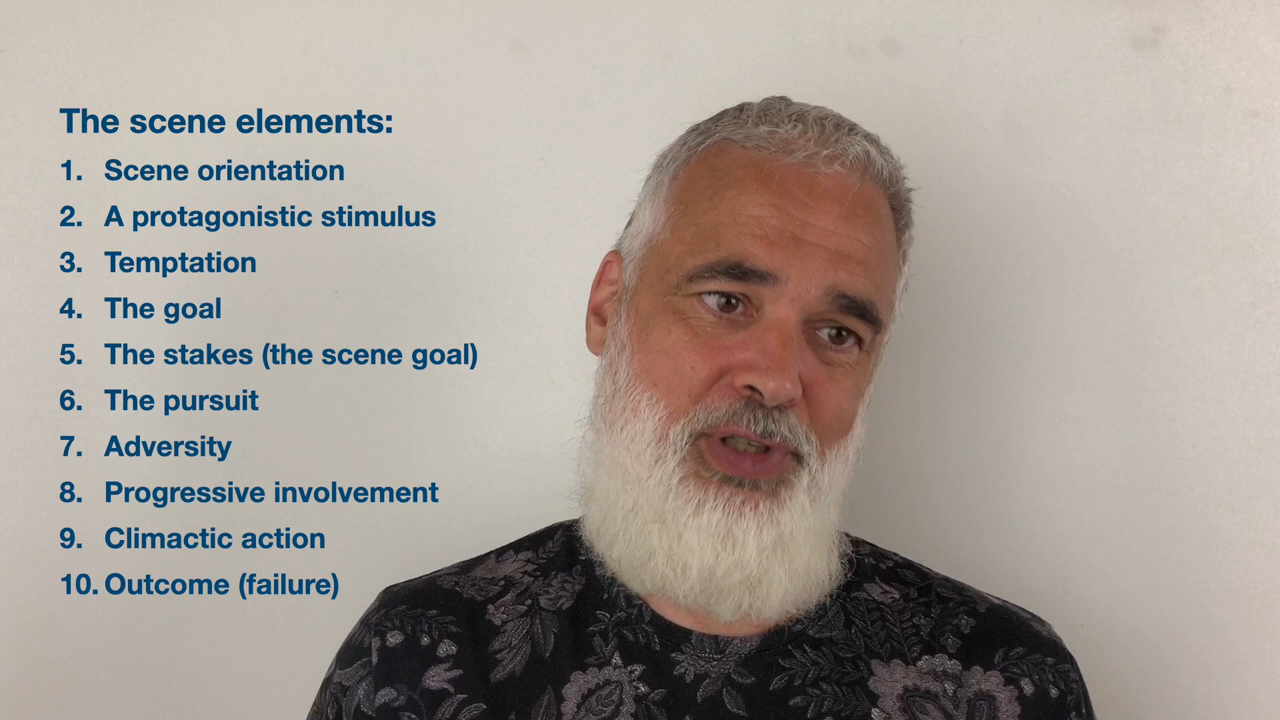 The scene elements:
1. Scene orientation
2. A protagonistic stimulus
3. Temptation
4. The goal
5. The stakes (the scene goal)
6. The pursuit
7. Adversity
8. Progressive involvement
9. Climactic action
10. Outcome (failure)